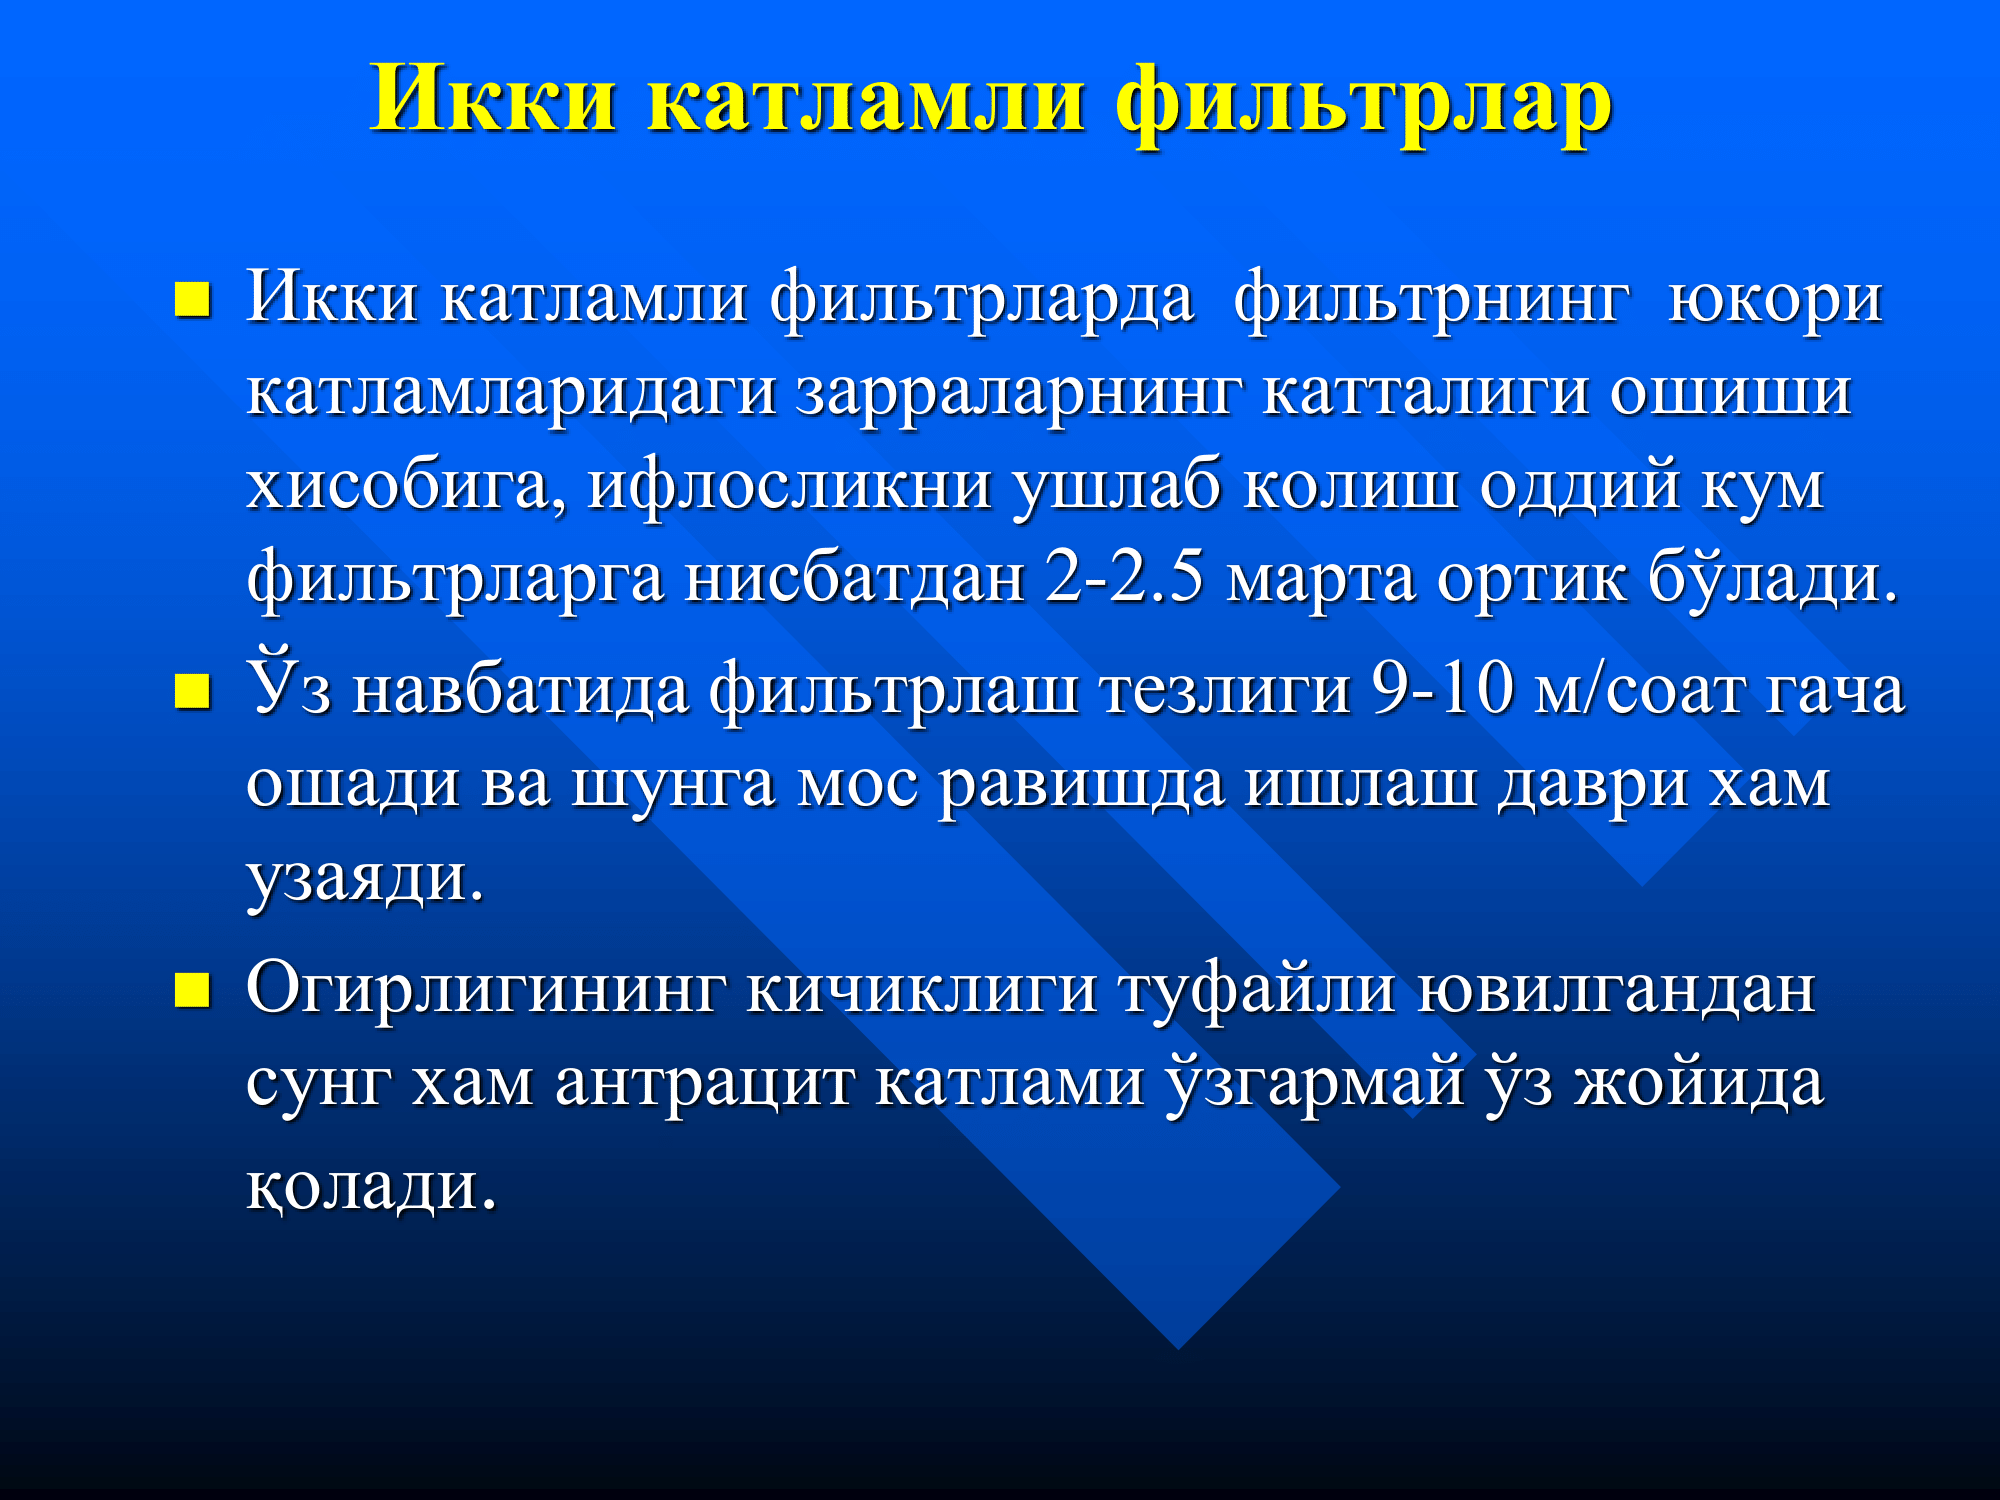 Икки катламли фильтрлар
Икки катламли фильтрларда фильтрнинг юкори
катламларидаги зарраларнинг катталиги ошиши
хисобига, ифлосликни ушлаб колиш оддий кум
фильтрларга нисбатдан 2-2.5 марта ортик бўлади.
Ўз навбатида фильтрлаш тезлиги 9-10 м/соат гача
ошади ва шунга мос равишда ишлаш даври хам
узаяди.
Огирлигининг кичиклиги туфайли ювилгандан
сунг хам антрацит катлами ўзгармай ўз жойида
қолади.